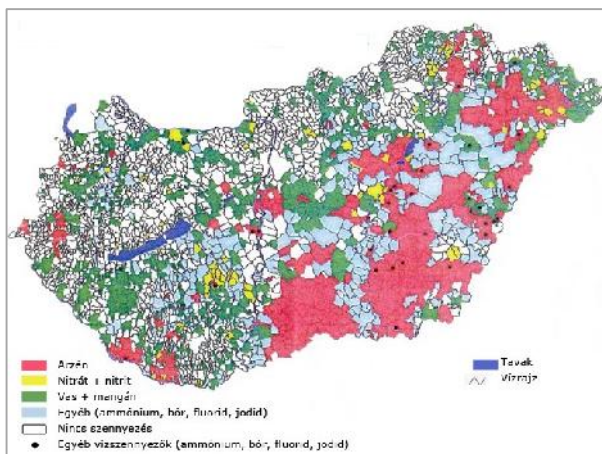 Arzén
Nitrát + nitrit
Vas + mangán
Egyéb (ammónium, bór, fluorid, jodid)
Nincs szennyezés
Egyéb vízszennyezők (ammónium, bór, fluorid, jodid)
Tavak
Vízrajz